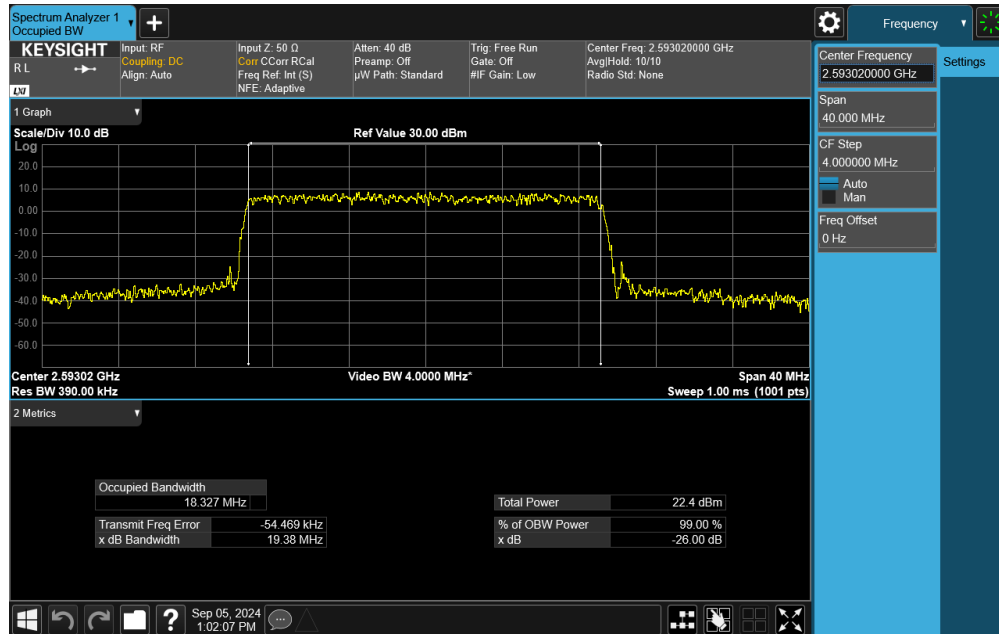 Spectrum Analyzer 1
Occupied BW
Frequency
KEYSIGHT
R L
LXI
Input: RF
Coupling: DC
Align: Auto
Input Z: 50 Ω
Corr CCorr RCal
Freq Ref: Int (S)
NFE: Adaptive
Atten: 40 dB
Preamp: Off
µW Path: Standard
Trig: Free Run
Gate: Off
#IF Gain: Low
Center Freq: 2.593020000 GHz
Avg|Hold: 10/10
Radio Std: None
Center Frequency
2.593020000 GHz
Settings
Span
40.000 MHz
CF Step
4.000000 MHz
Auto
Man
Freq Offset
0 Hz
1 Graph
Scale/Div 10.0 dB
Ref Value 30.00 dBm
Log
20.0
10.0
0.00
-10.0
-20.0
-30.0
-40.0
-50.0
-60.0
Center 2.59302 GHz
Video BW 4.0000 MHz*
Span 40 MHz
Res BW 390.00 kHz
Sweep 1.00 ms (1001 pts)
2 Metrics
Occupied Bandwidth
18.327 MHz
Total Power 22.4 dBm
Transmit Freq Error -54.469 kHz
% of OBW Power 99.00 %
x dB Bandwidth 19.38 MHz
x dB -26.00 dB
?
Sep 05, 2024
1:02:07 PM